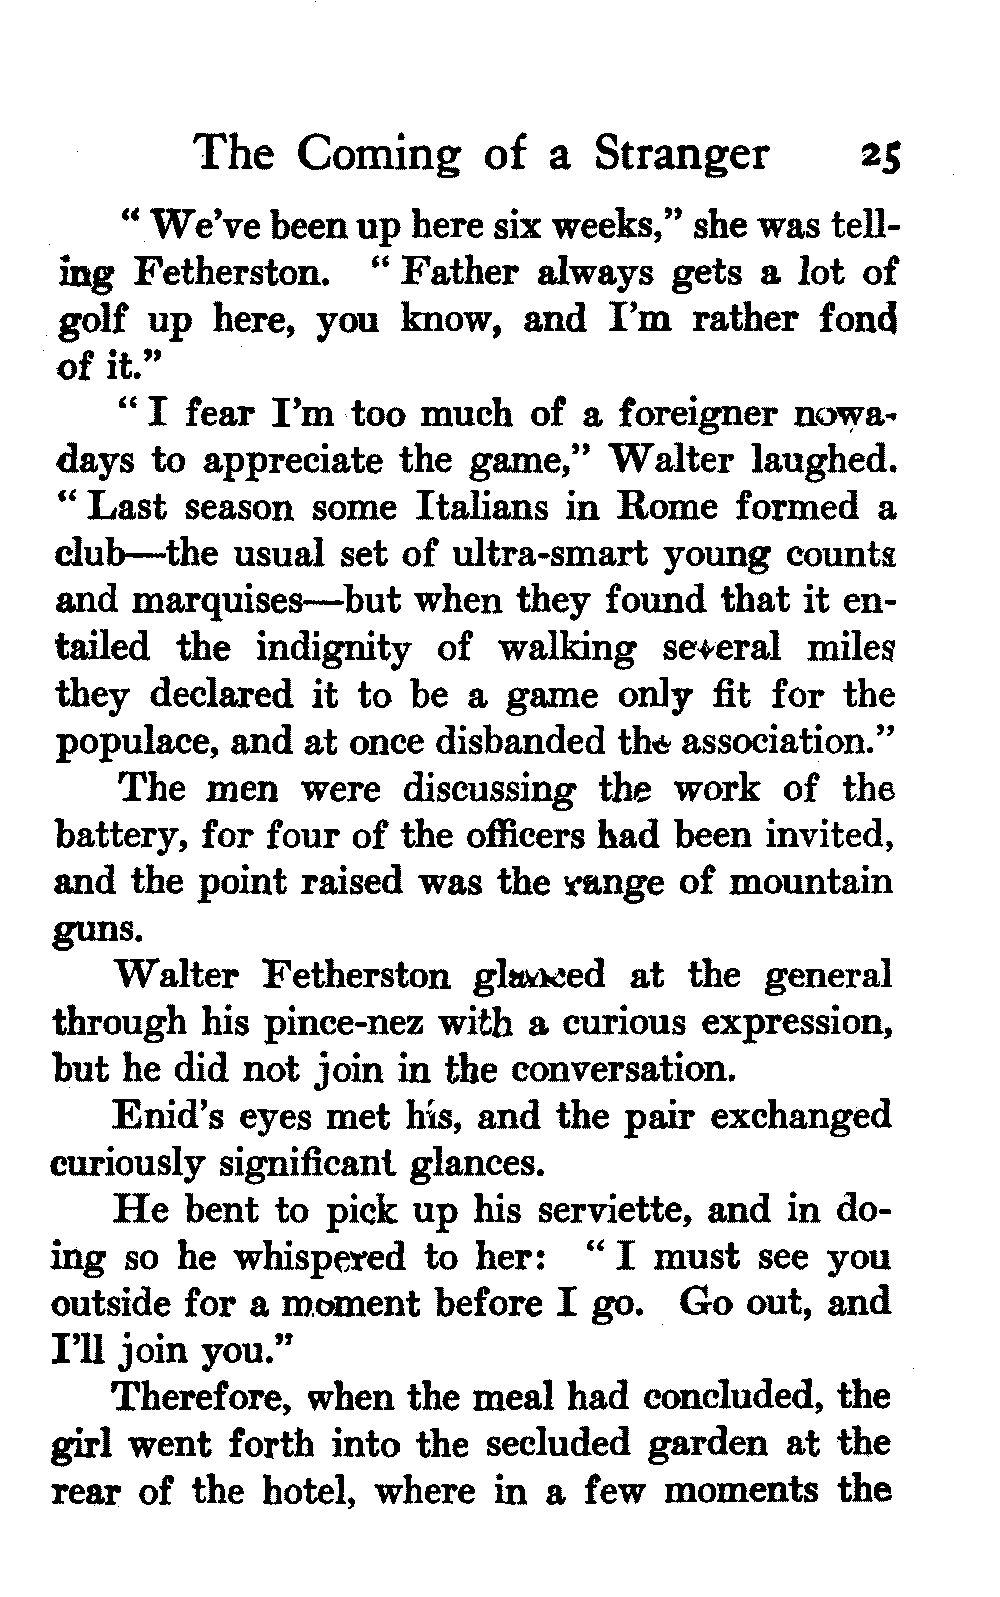 The Coming of a Stranger 25
“ We’ve been up here six weeks,” she was tell-
ing Fetherston. “ Father always gets a lot of
golf up here, you know, and I’m rather fond
of it.”
“ I fear I’m too much of a foreigner nowa-
days to appreciate the game,” Walter laughed.
“ Last season some Italians in Rome formed a
club—the usual set of ultra-smart young counts
and marquises—but when they found that it en-
tailed the indignity of walking several miles
they declared it to be a game only fit for the
populace, and at once disbanded the association.”
The men were discussing the work of the
battery, for four of the officers had been invited,
and the point raised was the range of mountain
guns.
Walter Fetherston glanced at the general
through his pince-nez with a curious expression,
but he did not join in the conversation.
Enid’s eyes met his, and the pair exchanged
curiously significant glances.
He bent to pick up his serviette, and in do-
ing so he whispered to her: “ I must see you
outside for a moment before I go. Go out, and
I’ll join you.”
Therefore, when the meal had concluded, the
girl went forth into the secluded garden at the
rear of the hotel, where in a few moments the